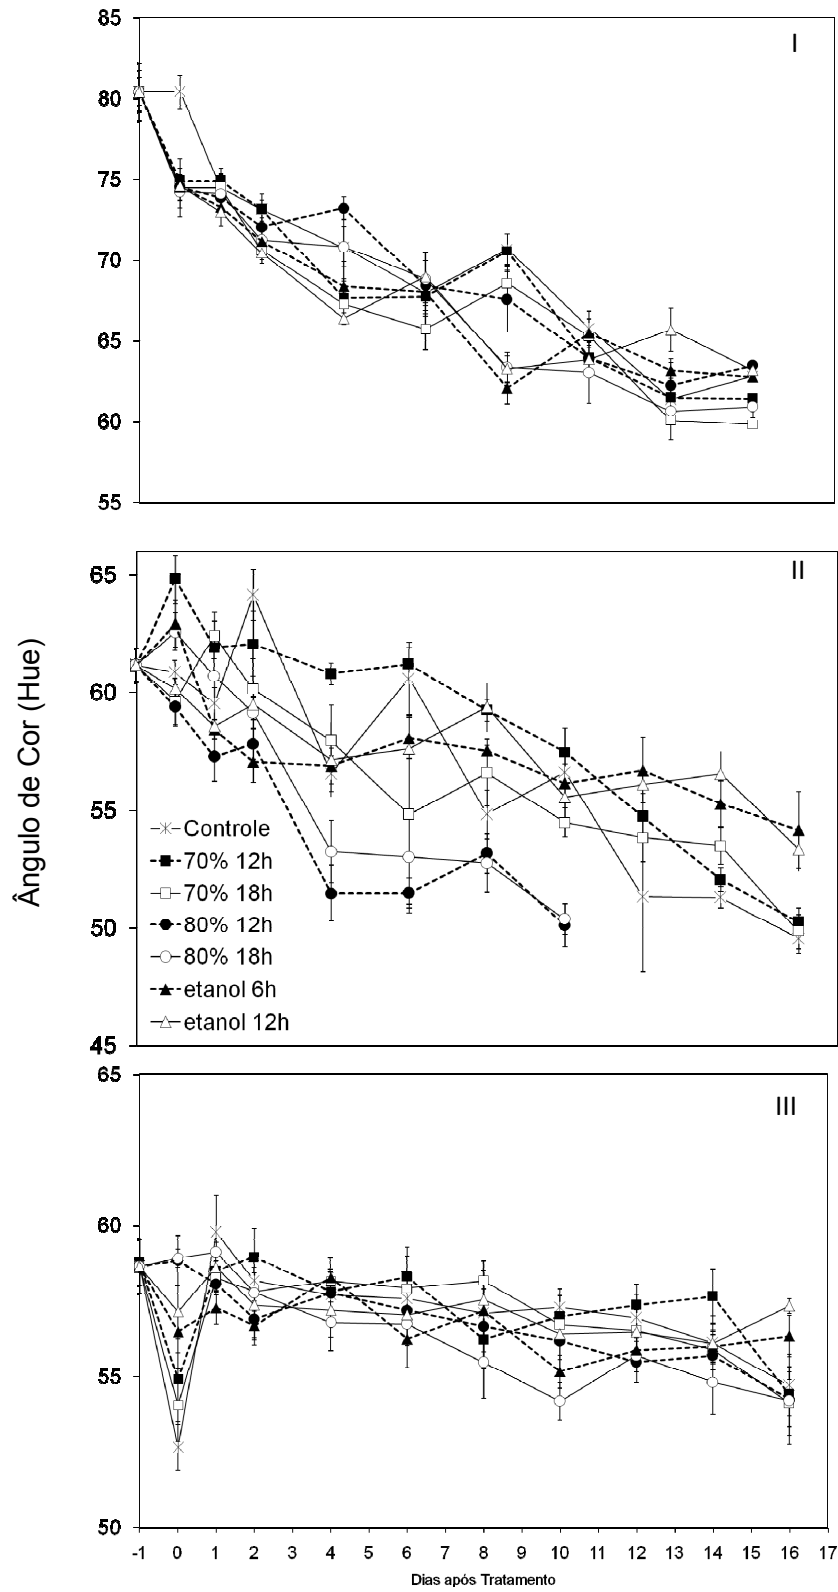 Ângulo de Cor (Hue)
I
85
80
75
70
65
60
55
II
65
60
55
50
45
Controle
70% 12h
70% 18h
80% 12h
80% 18h
etanol 6h
etanol 12h
III
65
60
55
50
-1 0 1 2 3 4 5 6 7 8 9 10 11 12 13 14 15 16 17
Dias após Tratamento